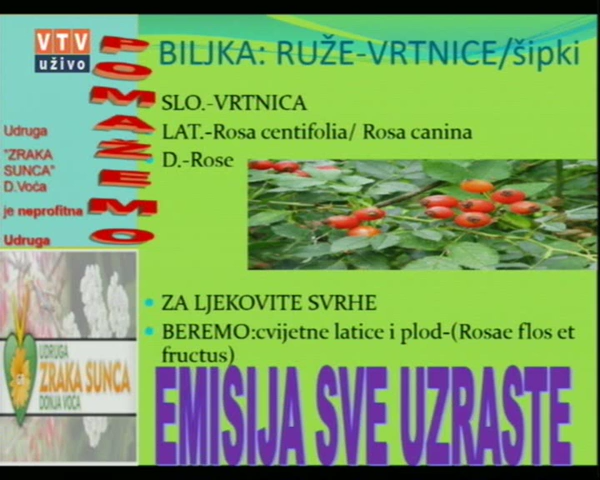 VTV
uživo
POMAŽEMO
Udruga
"ZRAKA
SUNCA"
D.Voća
je neprofitna
Udruga
UDRUGA
ZRAKA SUNCA
DONJA VOĆA
BILJKA: RUŽE-VRTNICE/šipki
SLO.-VRTNICA
LAT.-Rosa centifolia/ Rosa canina
D.-Rose
ZA LJEKOVITE SVRHE
BEREMO:cvijetne latice i plod-(Rosae flos et
fructus)
EMISIJA SVE UZRASTE